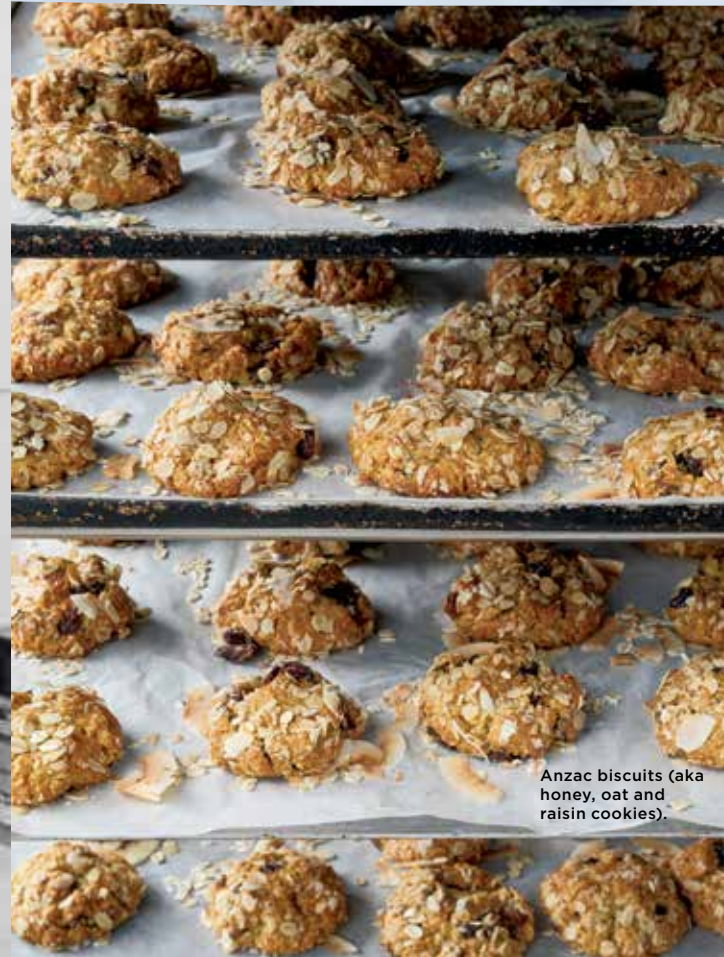 Anzac biscuits (aka
honey, oat and
raisin cookies).